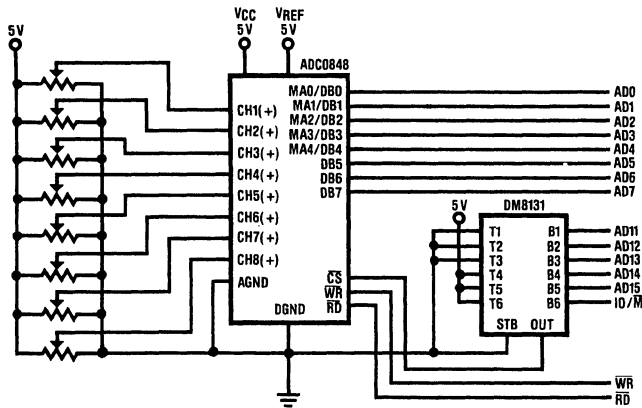 5V
VCC
5V
VREF
5V
ADC0848
CH1(+)
CH2(+)
CH3(+)
CH4(+)
CH5(+)
CH6(+)
CH7(+)
CH8(+)
AGND
DGND
MA0/DB0
MA1/DB1
MA2/DB2
MA3/DB3
MA4/DB4
DB5
DB6
DB7
CS
WR
RD
AD0
AD1
AD2
AD3
AD4
AD5
AD6
AD7
5V
DM8131
T1
T2
T3
T4
T5
T6
STB
OUT
B1
B2
B3
B4
B5
B6
AD11
AD12
AD13
AD14
AD15
IO/M
WR
RD